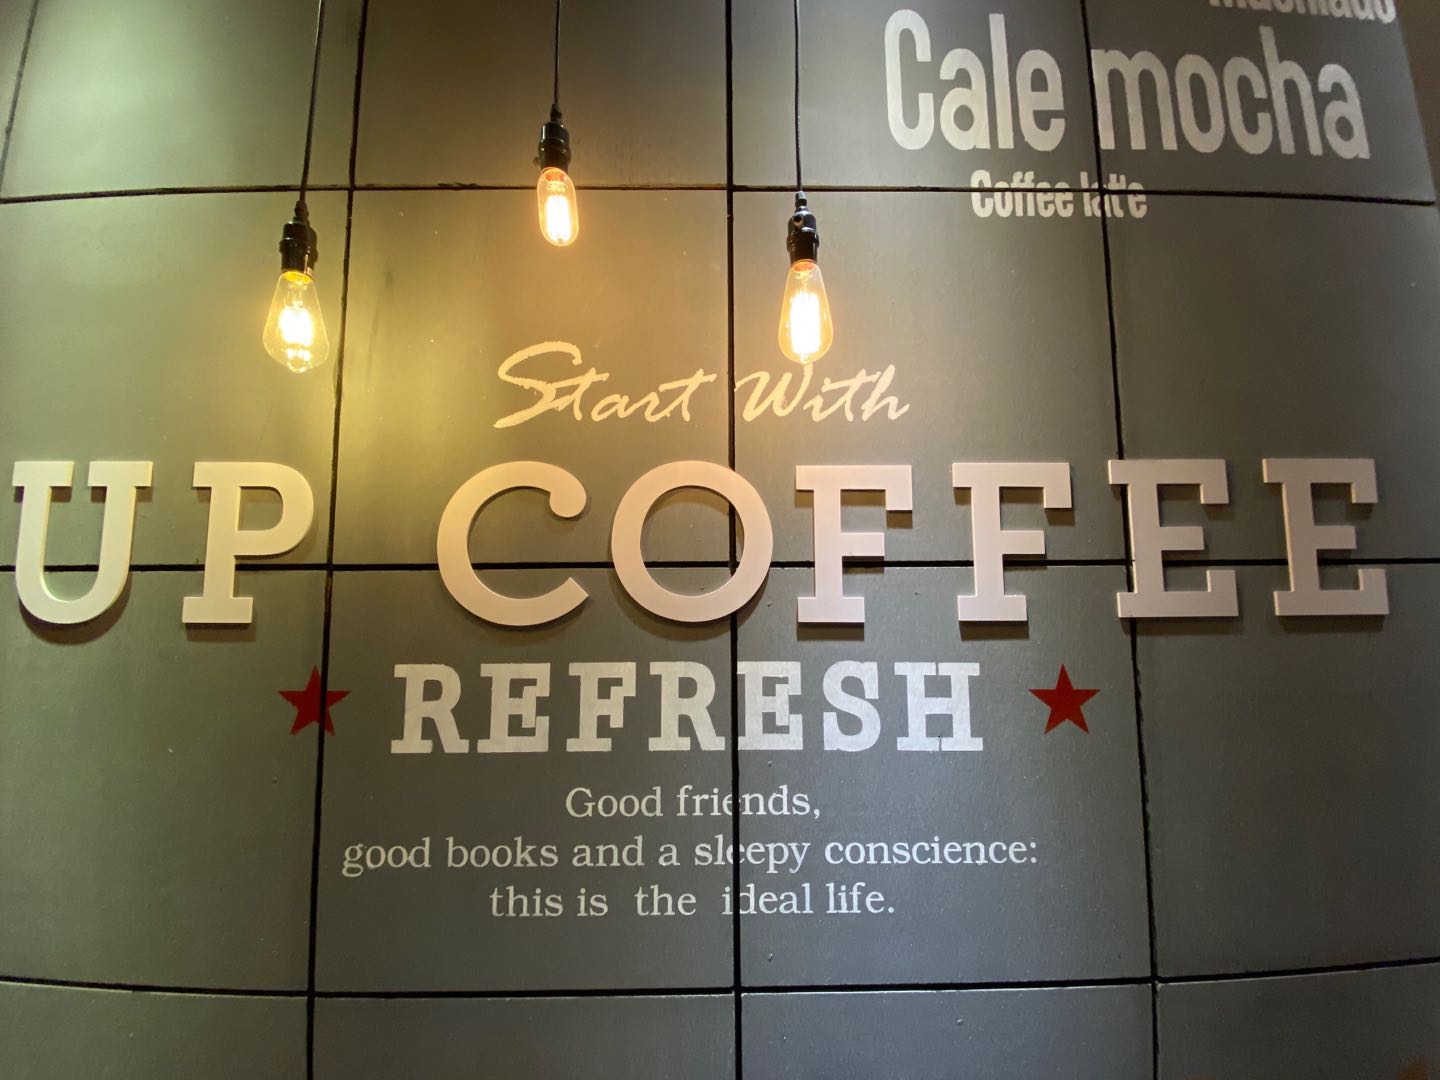 Cale mocha
Coffee latte
Start With
UP COFFEE
REFRESH
Good friends,
good books and a sleepy conscience:
this is the ideal life.